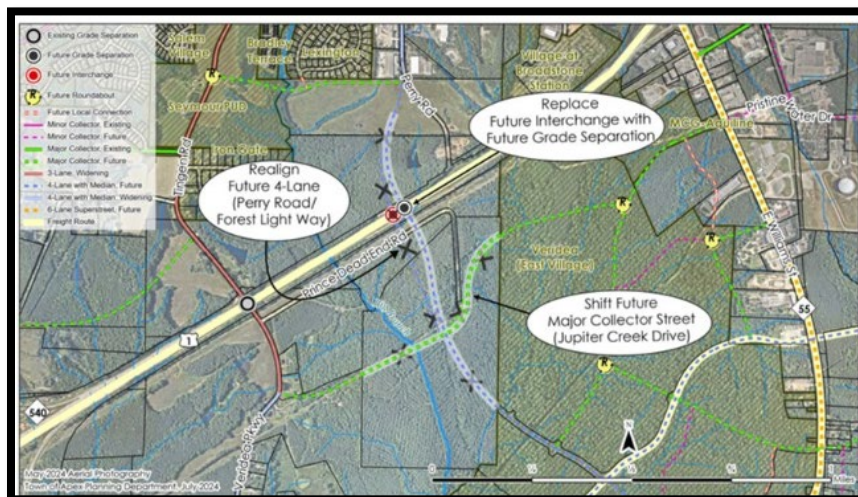 Existing Grade Separation
Future Grade Separation
Future Interchange
Future Roundabout
Future Local Connection
Minor Collector, Existing
Minor Collector, Future
Major Collector, Existing
Major Collector, Future
3-Lane, Widening
4-Lane with Median, Future
4-Lane with Median, Widening
6-Lane Superstreet, Future
Freight Route
Salem
Village
Bradley
Terrace
Lexington
Perry Rd
Village at
Broadstone
Station
Seymour PUD
Iron Gate
Tingen Rd
Replace
Future Interchange with
Future Grade Separation
MCG-Aquiline
Pristine Water Dr
Realign
Future 4-Lane
(Perry Road/
Forest Light Way)
Prince Dead End Rd
Veridea
(East Village)
E Williams St
Shift Future
Major Collector Street
(Jupiter Creek Drive)
55
1
540
Veridea Pkwy
N
R
R
R
R
0
1
Miles
May 2024 Aerial Photography
Town of Apex Planning Department, July 2024